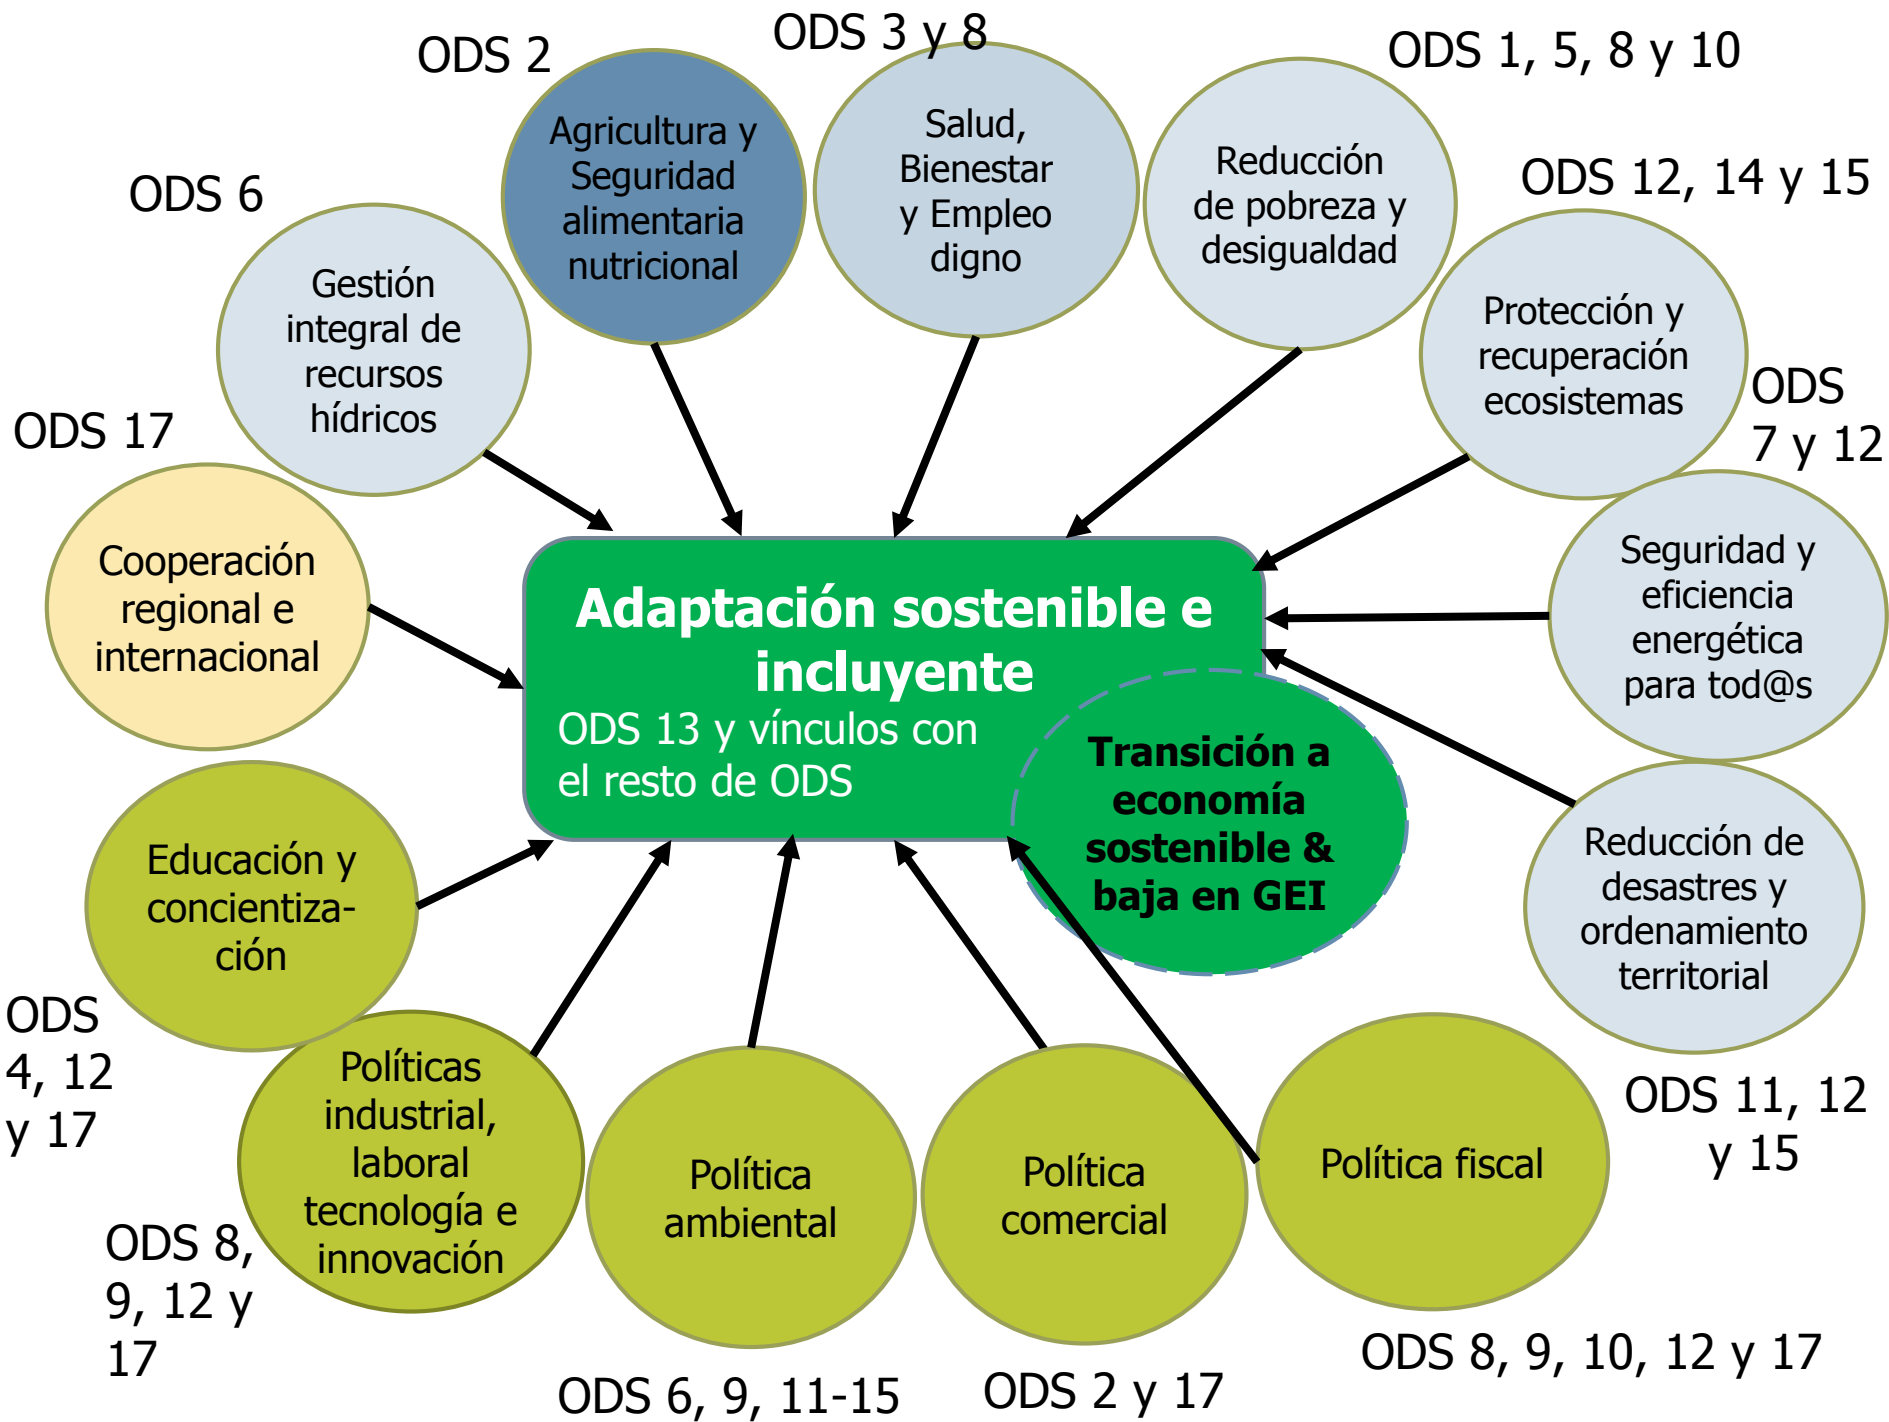 ODS 2
Agricultura y
Seguridad
alimentaria
nutricional
ODS 3 y 8
Salud,
Bienestar
y Empleo
digno
ODS 1, 5, 8 y 10
Reducción
de pobreza y
desigualdad
ODS 12, 14 y 15
Protección y
recuperación
ecosistemas
ODS
7 y 12
Seguridad y
eficiencia
energética
para tod@s
Reducción de
desastres y
ordenamiento
territorial
ODS 11, 12
y 15
Política fiscal
ODS 8, 9, 10, 12 y 17
Política
comercial
ODS 2 y 17
Política
ambiental
ODS 6, 9, 11-15
Políticas
industrial,
laboral
tecnología e
innovación
ODS 8,
9, 12 y
17
Educación y
concientiza-
ción
ODS
4, 12
y 17
ODS 17
Cooperación
regional e
internacional
ODS 6
Gestión
integral de
recursos
hídricos
Adaptación sostenible e
incluyente
ODS 13 y vínculos con
el resto de ODS
Transición a
economía
sostenible &
baja en GEI